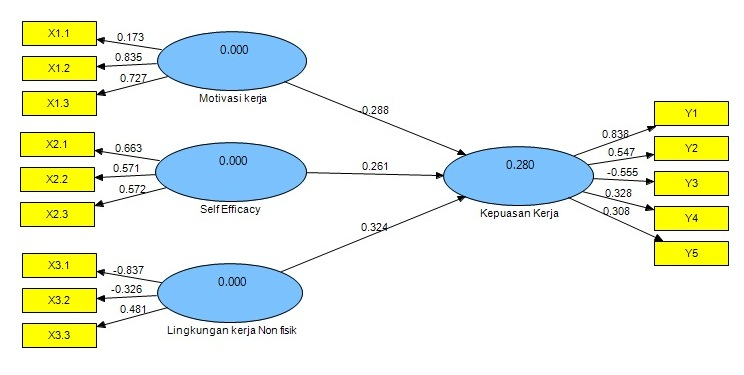 X1.1
0.173
X1.2
0.835
X1.3
0.727
0.000
Motivasi kerja
-0.288
X2.1
0.663
X2.2
0.571
X2.3
0.572
0.000
Self Efficacy
0.261
X3.1
-0.837
X3.2
-0.326
X3.3
0.481
0.000
Lingkungan kerja Non fisik
0.324
0.280
Kepuasan Kerja
0.838
Y1
0.547
Y2
-0.555
Y3
0.328
Y4
0.308
Y5